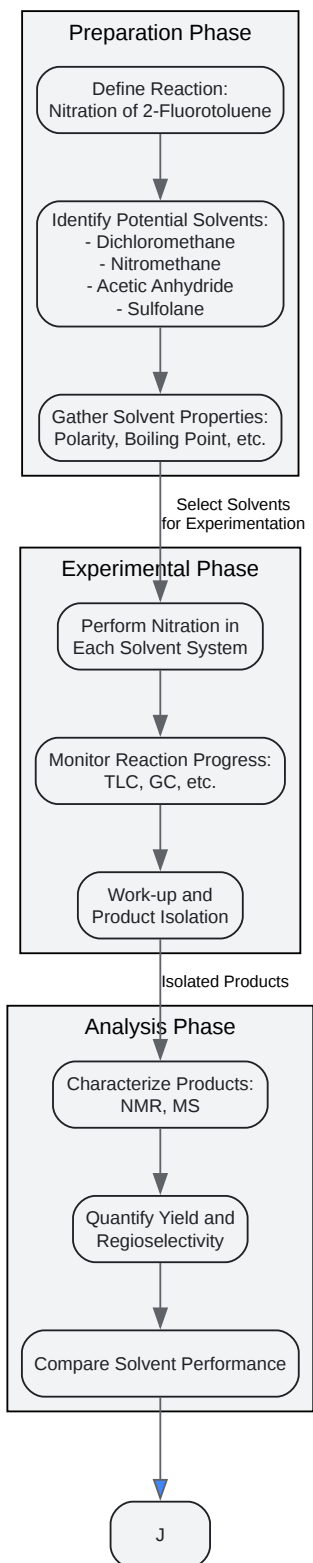 Preparation Phase
Define Reaction:
Nitration of 2-Fluorotoluene
Identify Potential Solvents:
- Dichloromethane
- Nitromethane
- Acetic Anhydride
- Sulfolane
Gather Solvent Properties:
Polarity, Boiling Point, etc.
Select Solvents
for Experimentation
Experimental Phase
Perform Nitration in
Each Solvent System
Monitor Reaction Progress:
TLC, GC, etc.
Work-up and
Product Isolation
Isolated Products
Analysis Phase
Characterize Products:
NMR, MS
Quantify Yield and
Regioselectivity
Compare Solvent Performance
J